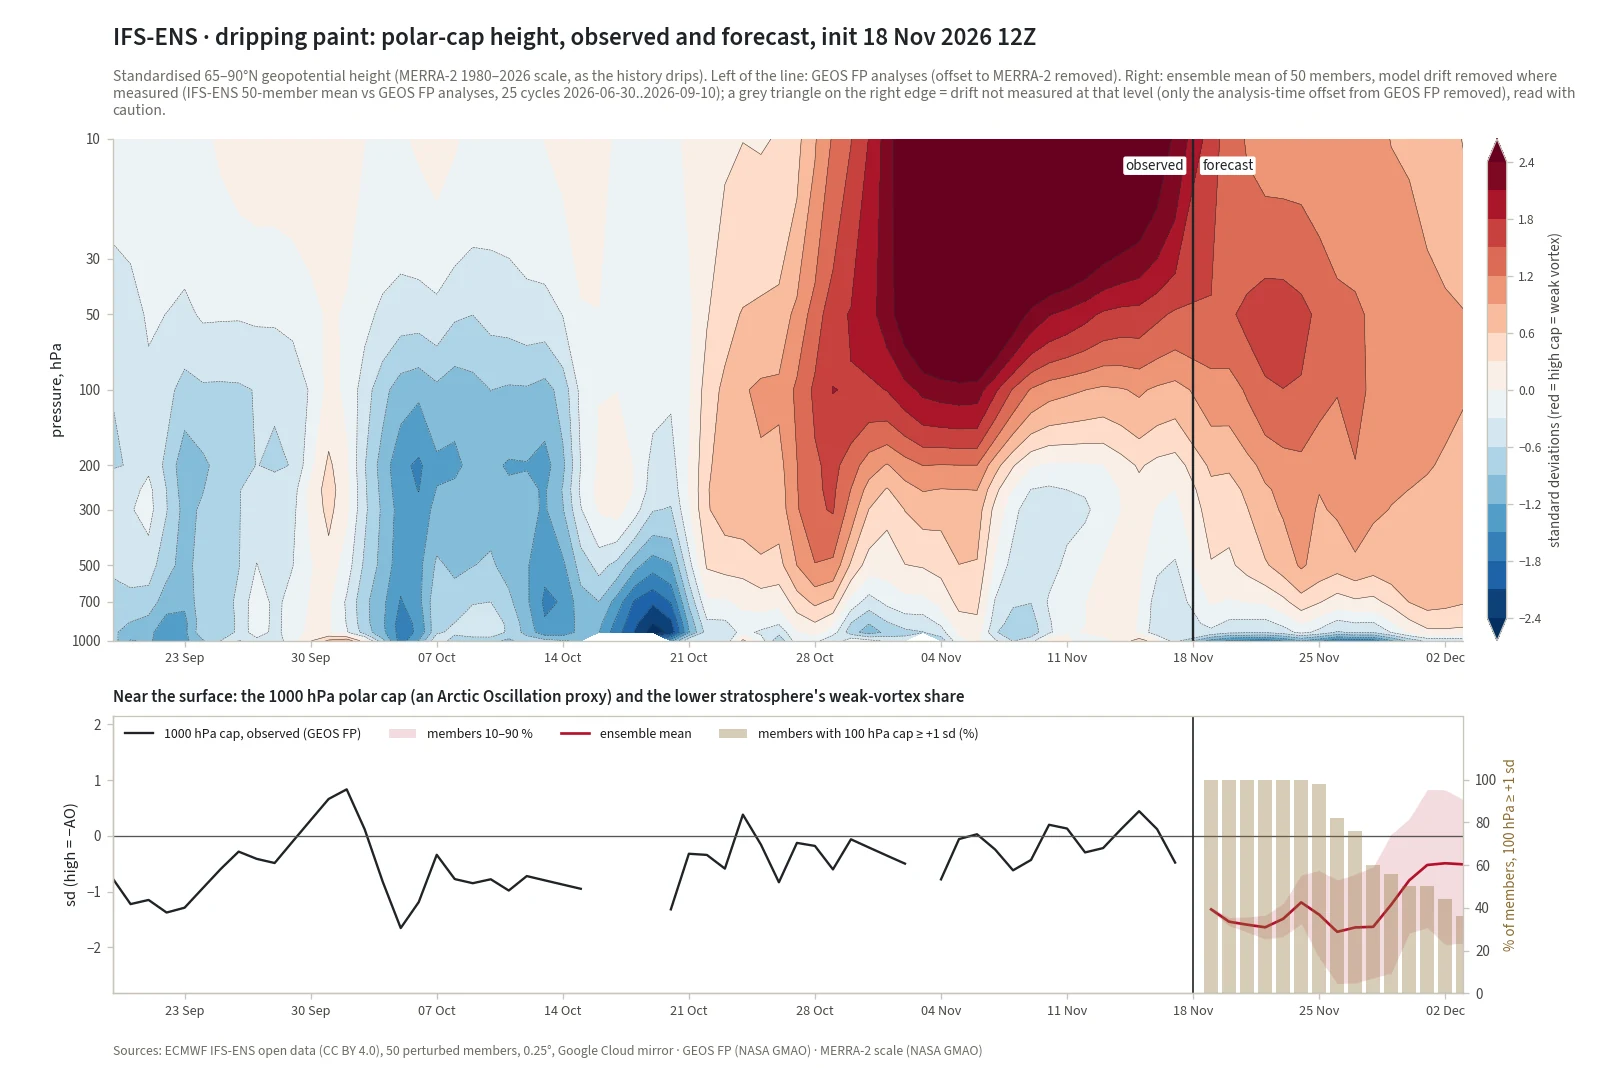 IFS-ENS · dripping paint: polar-cap height, observed and forecast, init 18 Nov 2026 12Z
Standardised 65–90°N geopotential height (MERRA-2 1980–2026 scale, as the history drips). Left of the line: GEOS FP analyses (offset to MERRA-2 removed). Right: ensemble mean of 50 members, model drift removed where
measured (IFS-ENS 50-member mean vs GEOS FP analyses, 25 cycles 2026-06-30..2026-09-10); a grey triangle on the right edge = drift not measured at that level (only the analysis-time offset from GEOS FP removed), read with
caution.
pressure, hPa
10
30
50
100
200
300
500
700
1000
observed
forecast
23 Sep
30 Sep
07 Oct
14 Oct
21 Oct
28 Oct
04 Nov
11 Nov
18 Nov
25 Nov
02 Dec
2.4
1.8
1.2
0.6
0.0
−0.6
−1.2
−1.8
−2.4
standard deviations (red = high cap = weak vortex)
Near the surface: the 1000 hPa polar cap (an Arctic Oscillation proxy) and the lower stratosphere's weak-vortex share
1000 hPa cap, observed (GEOS FP)
members 10–90 %
ensemble mean
members with 100 hPa cap ≥ +1 sd (%)
sd (high = −AO)
2
1
0
−1
−2
100
80
60
40
20
0
% of members, 100 hPa ≥ +1 sd
23 Sep
30 Sep
07 Oct
14 Oct
21 Oct
28 Oct
04 Nov
11 Nov
18 Nov
25 Nov
02 Dec
Sources: ECMWF IFS-ENS open data (CC BY 4.0), 50 perturbed members, 0.25°, Google Cloud mirror · GEOS FP (NASA GMAO) · MERRA-2 scale (NASA GMAO)